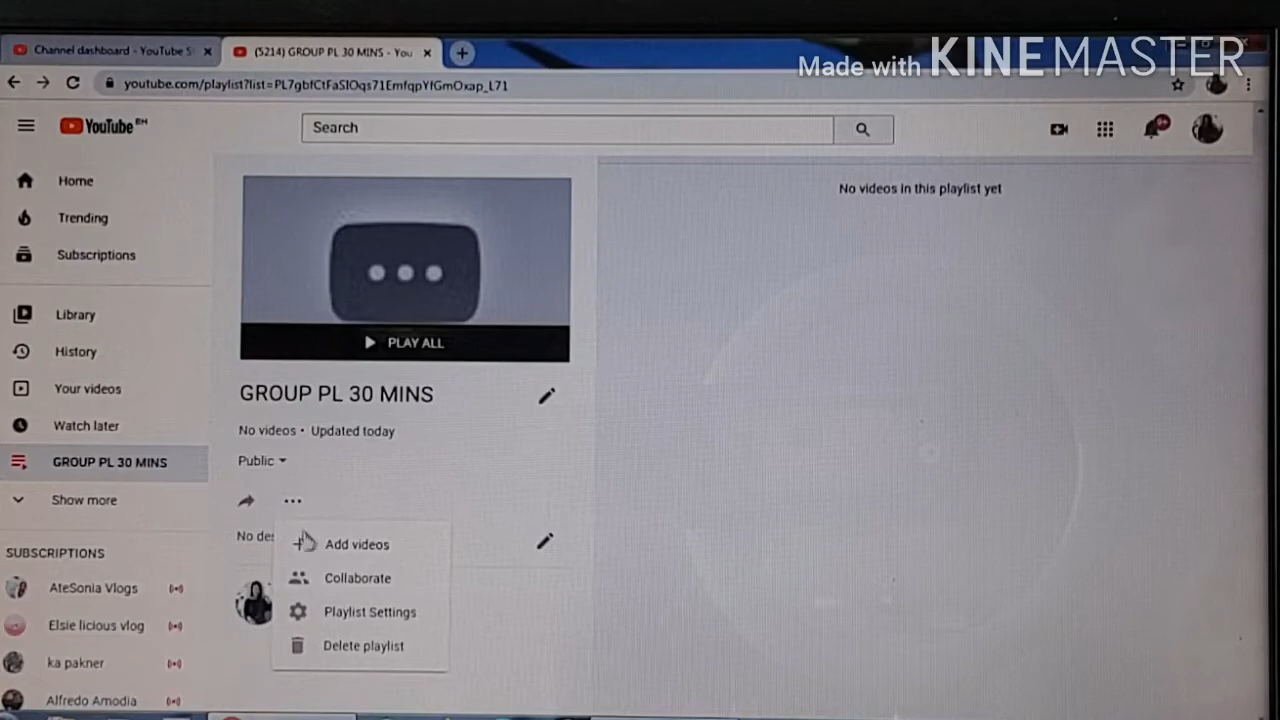 Channel dashboard - YouTube S
(5214) GROUP PL 30 MINS - You
Made with KINEMASTER
youtube.com/playlist?list=PL7gbfCtFaSIOqs71EmfqpYfGmOxap_L71
YouTube PH
Search
9+
Home
Trending
Subscriptions
Library
History
Your videos
Watch later
GROUP PL 30 MINS
Show more
SUBSCRIPTIONS
AteSonia Vlogs
Elsie licious vlog
ka pakner
Alfredo Amodia
PLAY ALL
GROUP PL 30 MINS
No videos • Updated today
Public
No des
Add videos
Collaborate
Playlist Settings
Delete playlist
No videos in this playlist yet